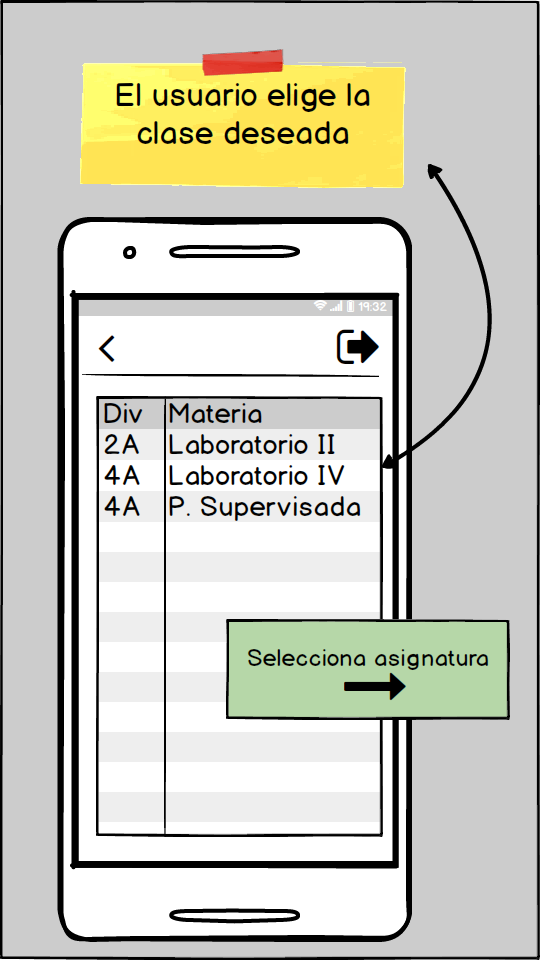 El usuario elige la
clase deseada
19:32
Div Materia
2A Laboratorio II
4A Laboratorio IV
4A P. Supervisada
Selecciona asignatura